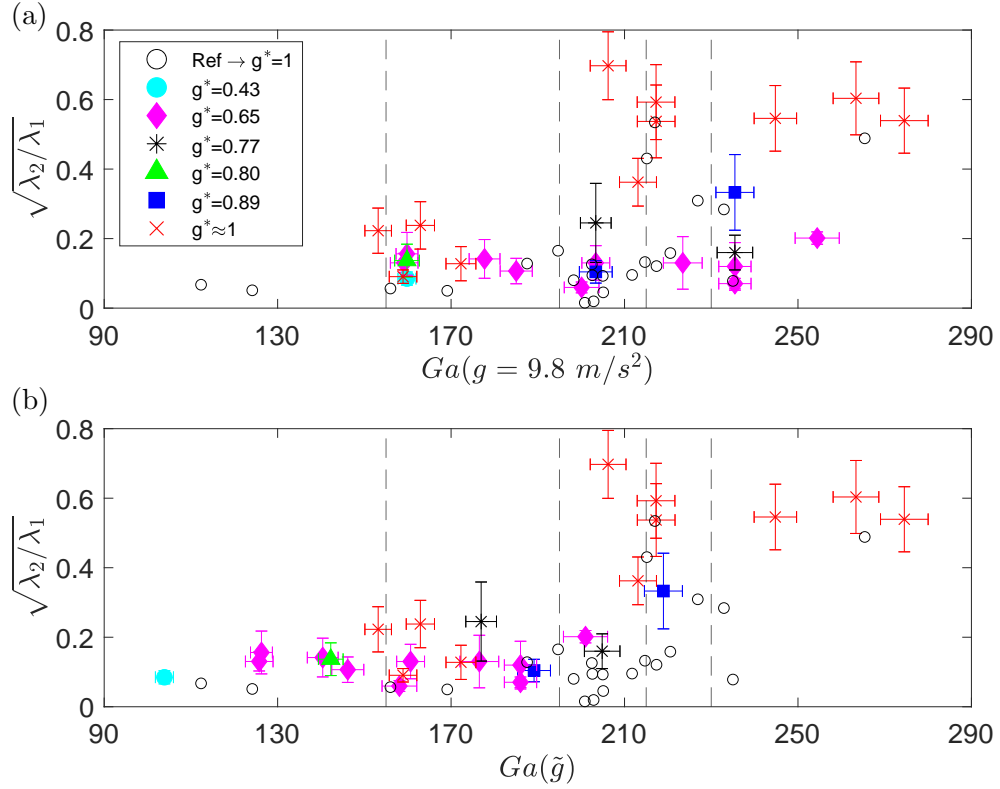 (a)
0.8
0.6
0.4
0.2
0
√λ2/λ1
Ref → g*=1
g*=0.43
g*=0.65
g*=0.77
g*=0.80
g*=0.89
g*≈1
90 130 170 210 250 290
Ga(g = 9.8 m/s²)
(b)
0.8
0.6
0.4
0.2
0
√λ2/λ1
90 130 170 210 250 290
Ga(g̃)